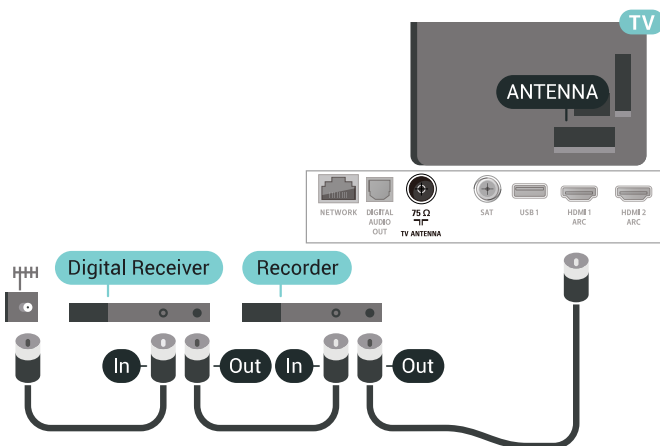 TV
ANTENNA
NETWORK
DIGITAL
AUDIO
OUT
75 Ω
TV ANTENNA
SAT
USB 1
HDMI 1
ARC
HDMI 2
ARC
Digital Receiver
Recorder
In
Out
In
Out